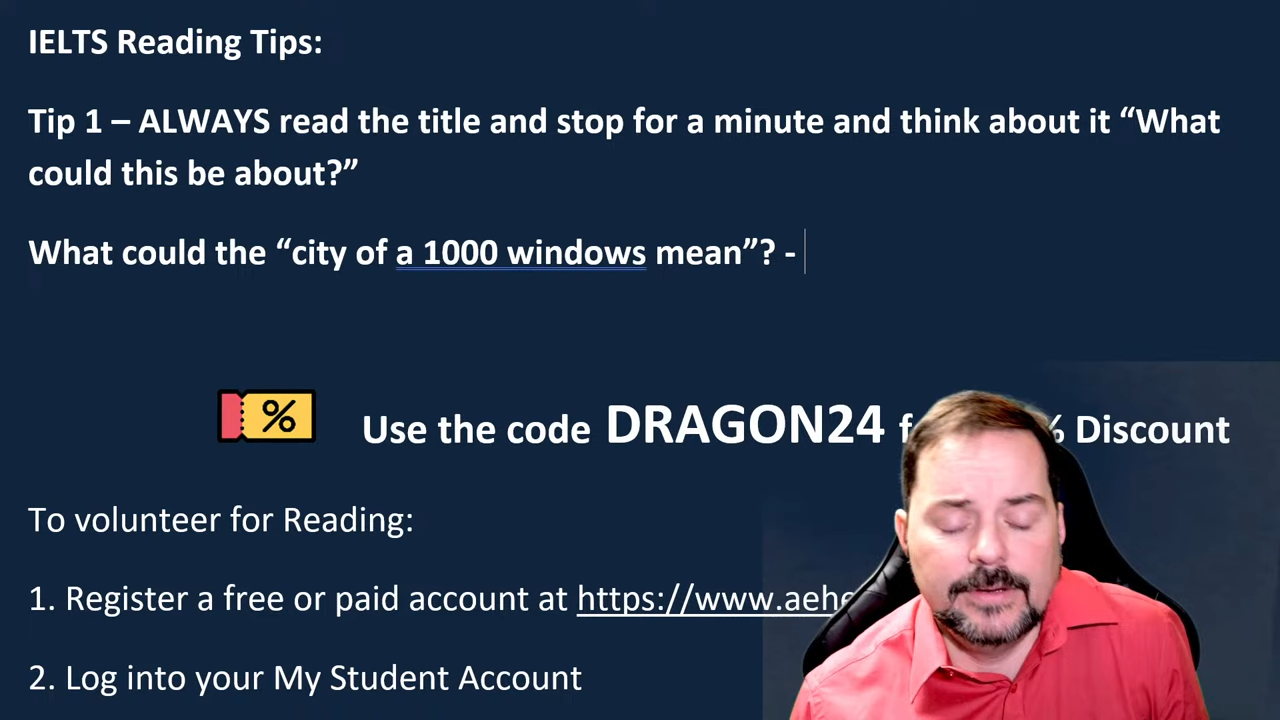 IELTS Reading Tips:
Tip 1 – ALWAYS read the title and stop for a minute and think about it “What
could this be about?”
What could the “city of a 1000 windows mean”? -
%
Use the code DRAGON24 % Discount
To volunteer for Reading:
1. Register a free or paid account at https://www.aehe
2. Log into your My Student Account